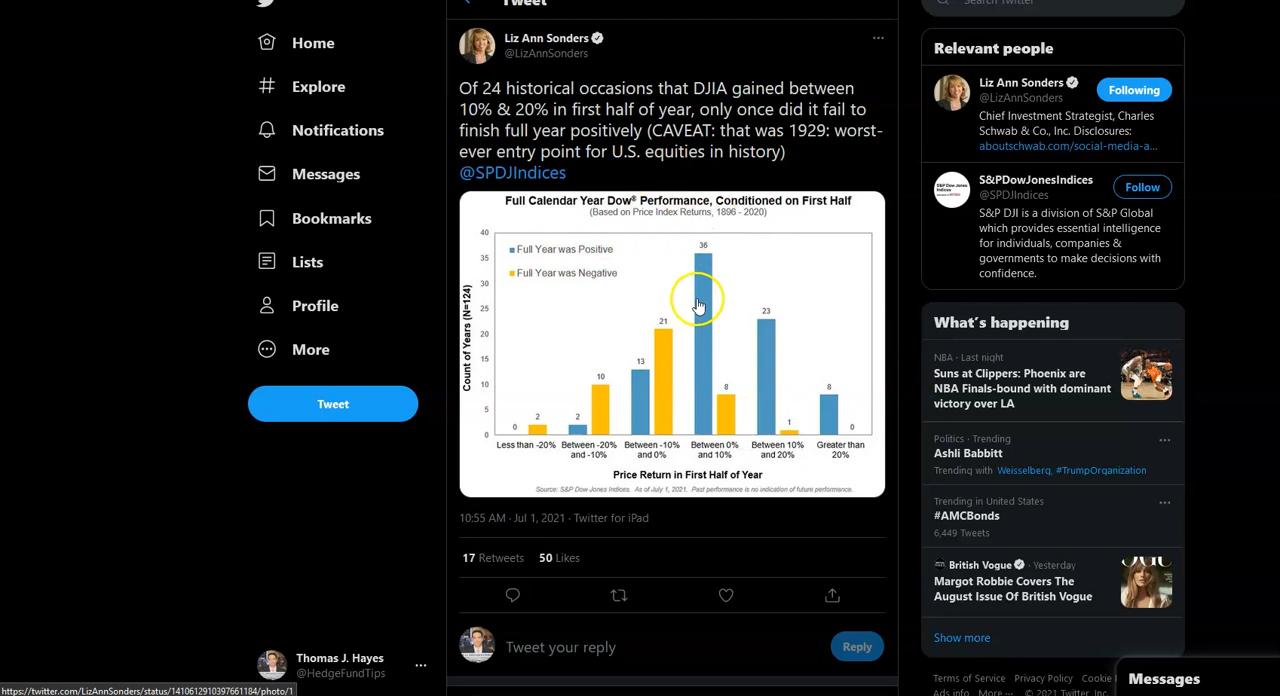 Tweet
Search Twitter
Home
Explore
Notifications
Messages
Bookmarks
Lists
Profile
More
Tweet
Liz Ann Sonders
@LizAnnSonders
Of 24 historical occasions that DJIA gained between
10% & 20% in first half of year, only once did it fail to
finish full year positively (CAVEAT: that was 1929: worst-
ever entry point for U.S. equities in history)
@SPDJIndices
Full Calendar Year Dow® Performance, Conditioned on First Half
(Based on Price Index Returns, 1896 - 2020)
Count of Years (N=124)
40
35
30
25
20
15
10
5
0
Full Year was Positive
Full Year was Negative
0
2
2
10
13
21
36
8
23
1
8
0
Less than -20%
Between -20%
and -10%
Between -10%
and 0%
Between 0%
and 10%
Between 10%
and 20%
Greater than
20%
Price Return in First Half of Year
Source: S&P Dow Jones Indices. As of July 1, 2021. Past performance is no indication of future performance.
10:55 AM · Jul 1, 2021 · Twitter for iPad
17 Retweets 50 Likes
Tweet your reply
Reply
Relevant people
Liz Ann Sonders
@LizAnnSonders
Following
Chief Investment Strategist, Charles
Schwab & Co., Inc. Disclosures:
aboutschwab.com/social-media-a...
S&P Dow Jones
Indices
S&PDowJonesIndices
@SPDJIndices
Follow
S&P DJI is a division of S&P Global
which provides essential intelligence
for individuals, companies &
governments to make decisions with
confidence.
What's happening
NBA · Last night
Suns at Clippers: Phoenix are
NBA Finals-bound with dominant
victory over LA
Politics · Trending
Ashli Babbitt
Trending with Weisselberg, #TrumpOrganization
Trending in United States
#AMCBonds
6,449 Tweets
British Vogue · Yesterday
Margot Robbie Covers The
August Issue Of British Vogue
Show more
Terms of Service Privacy Policy Cookie
Ads info More ··· © 2021 Twitter, Inc.
Messages
Thomas J. Hayes
@HedgeFundTips
https://twitter.com/LizAnnSonders/status/1410612910397661184/photo/1